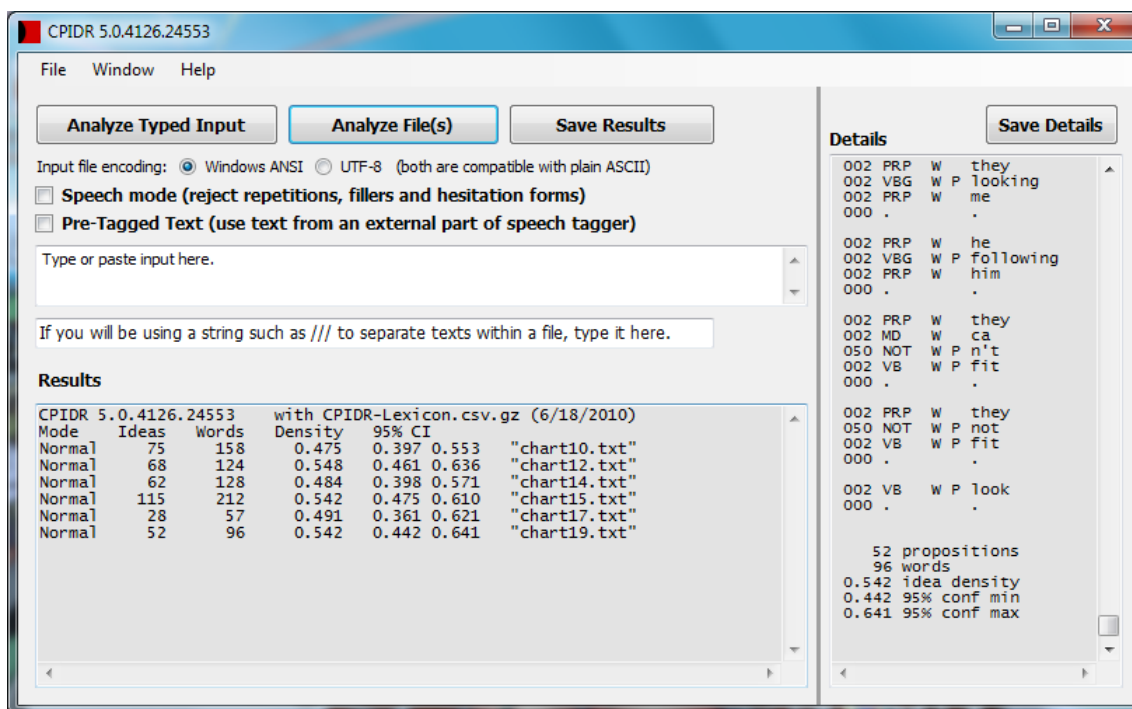 CPIDR 5.0.4126.24553
File Window Help
Analyze Typed Input Analyze File(s) Save Results
Input file encoding: Windows ANSI UTF-8 (both are compatible with plain ASCII)
Speech mode (reject repetitions, fillers and hesitation forms)
Pre-Tagged Text (use text from an external part of speech tagger)
Type or paste input here.
If you will be using a string such as /// to separate texts within a file, type it here.
Results
CPIDR 5.0.4126.24553 with CPIDR-Lexicon.csv.gz (6/18/2010)
Mode Ideas Words Density 95% CI
Normal 75 158 0.475 0.397 0.553 "chart10.txt"
Normal 68 124 0.548 0.461 0.636 "chart12.txt"
Normal 62 128 0.484 0.398 0.571 "chart14.txt"
Normal 115 212 0.542 0.475 0.610 "chart15.txt"
Normal 28 57 0.491 0.361 0.621 "chart17.txt"
Normal 52 96 0.542 0.442 0.641 "chart19.txt"
Details Save Details
002 PRP W they
002 VBG W P looking
002 PRP W me
000 . .
002 PRP W he
002 VBG W P following
002 PRP W him
000 . .
002 PRP W they
002 MD W ca
050 NOT W P n't
002 VB W P fit
000 . .
002 PRP W they
050 NOT W P not
002 VB W P fit
000 . .
002 VB W P look
000 . .
52 propositions
96 words
0.542 idea density
0.442 95% conf min
0.641 95% conf max